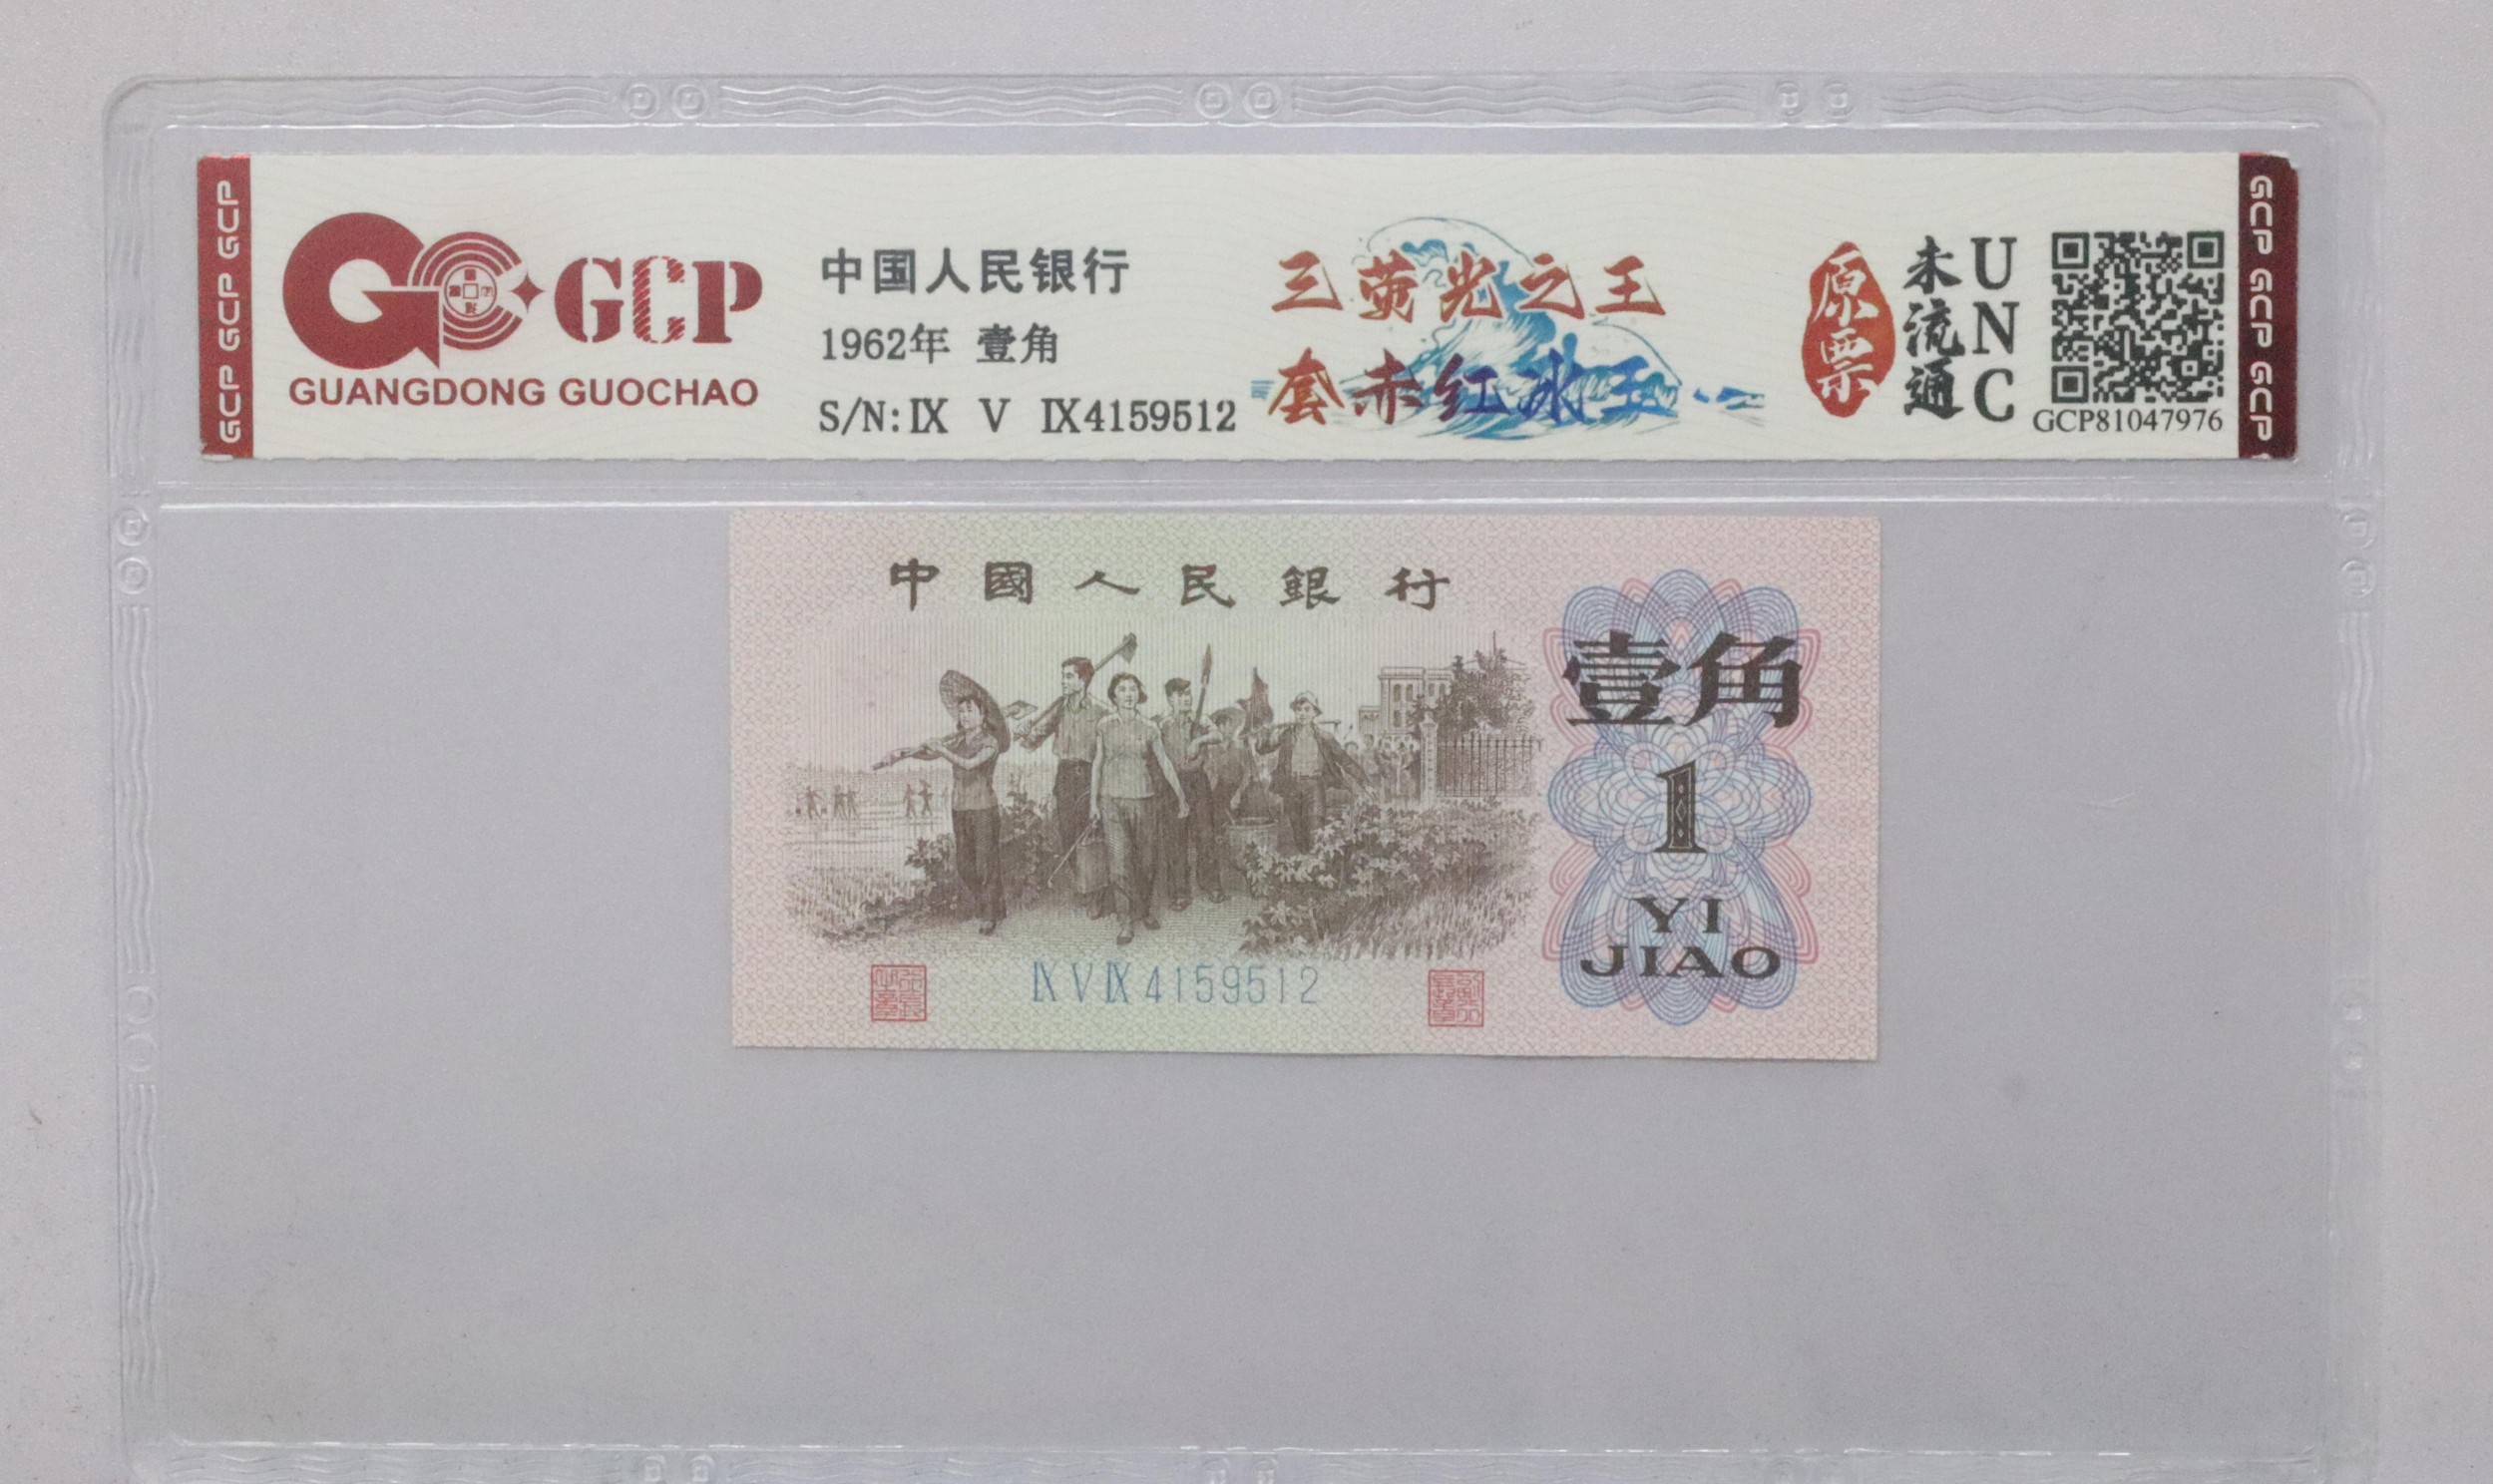 GCP GCP GCP
GCP
GUANGDONG GUOCHAO
中国人民银行
1962年 壹角
S/N:Ⅸ Ⅴ Ⅸ4159512
三荧光之王
套赤红冰王
原票
未流通
UNC
GCP81047976
GCP GCP GCP
中國人民銀行
壹角
1
YI
JIAO
ⅨⅤⅨ4159512